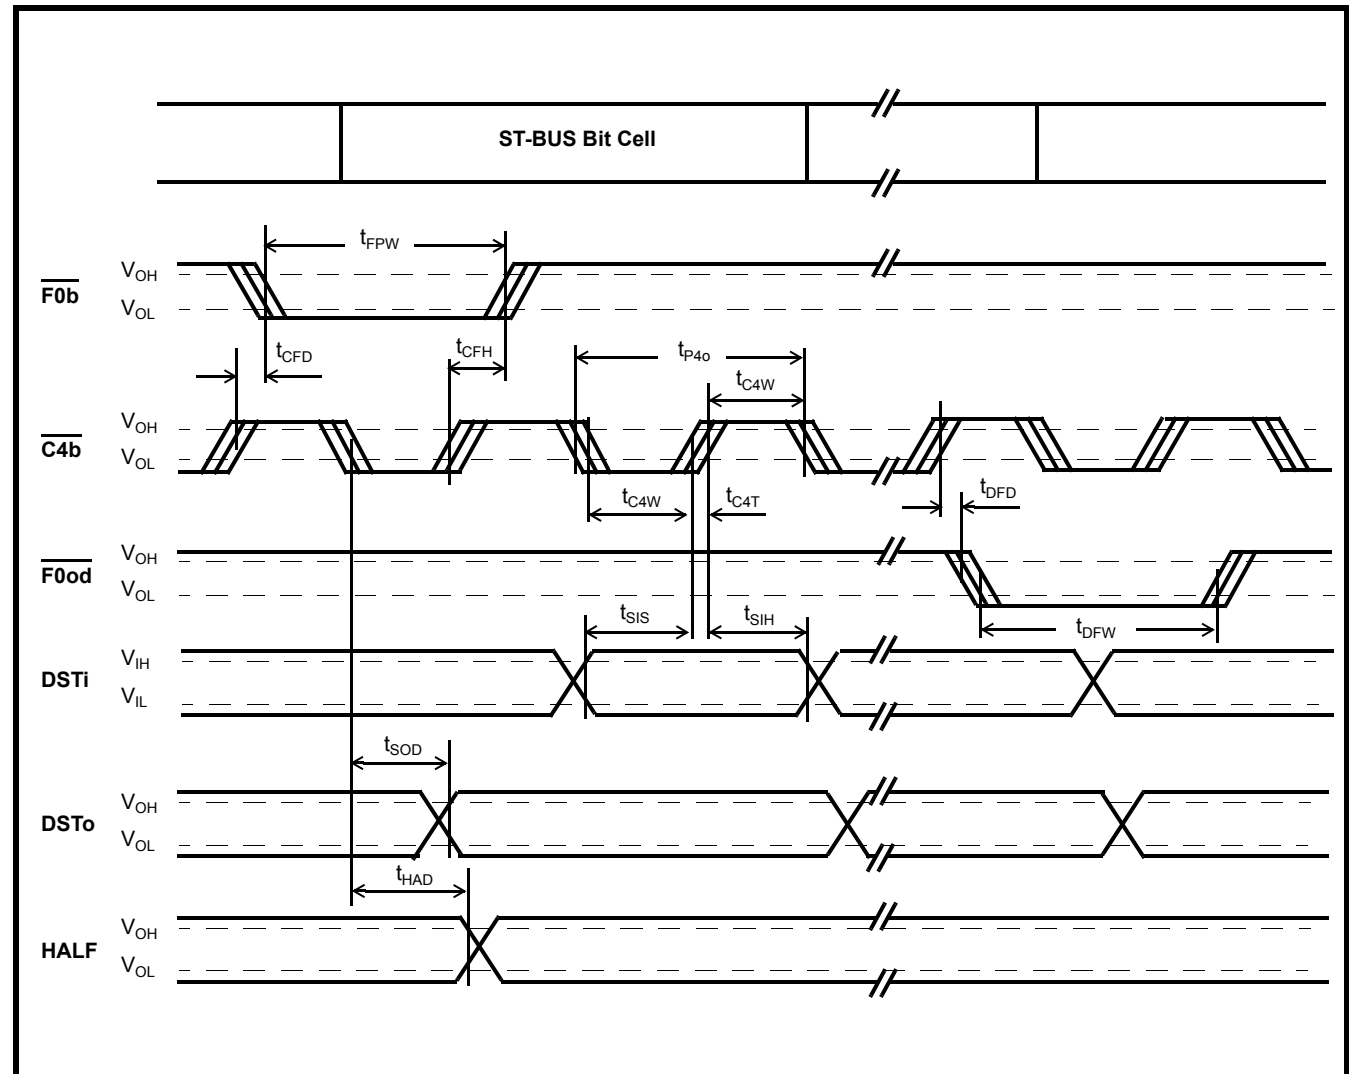 ST-BUS Bit Cell
tFPW
F0b
VOH
VOL
tCFD
tCFH
tP4o
tC4W
C4b
VOH
VOL
tC4W
tC4T
tDFD
F0od
VOH
VOL
tSIS
tSIH
tDFW
DSTi
VIH
VIL
tSOD
DSTo
VOH
VOL
tHAD
HALF
VOH
VOL